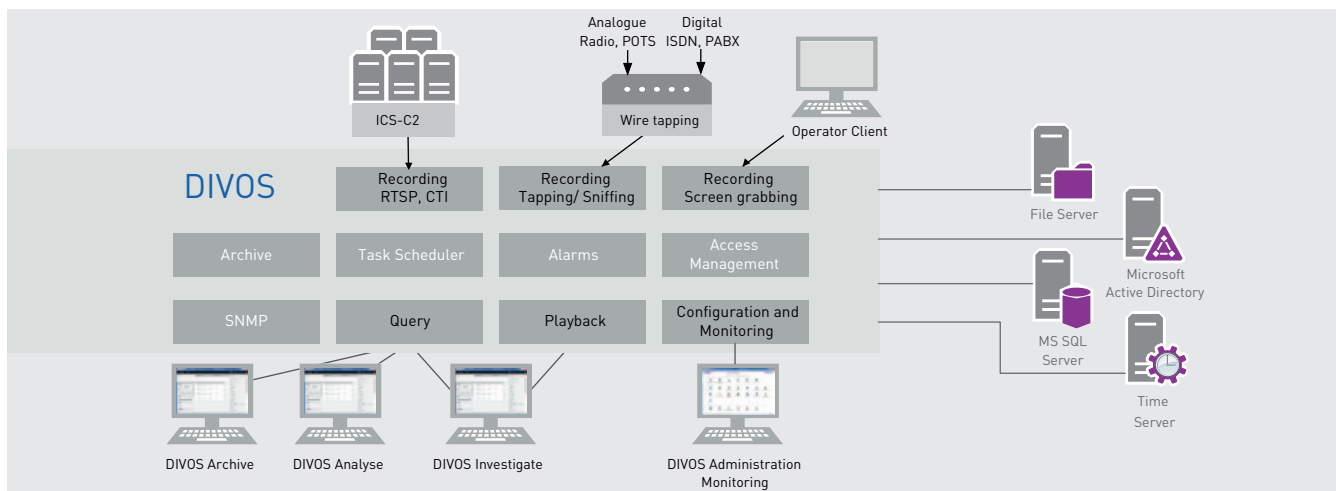 Analogue
Radio, POTS
Digital
ISDN, PABX
ICS-C2
Wire tapping
Operator Client
DIVOS
Recording
RTSP, CTI
Recording
Tapping/ Sniffing
Recording
Screen grabbing
File Server
Archive
Task Scheduler
Alarms
Access
Management
Microsoft
Active Directory
SNMP
Query
Playback
Configuration and
Monitoring
MS SQL
Server
Time
Server
DIVOS Archive
DIVOS Analyse
DIVOS Investigate
DIVOS Administration
Monitoring